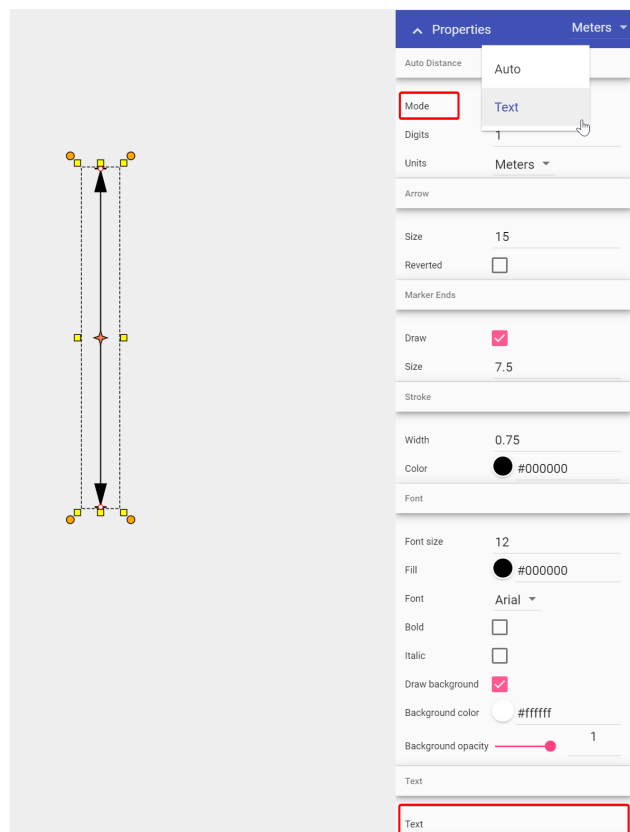 Properties Meters
Auto Distance
Auto
Mode
Text
Digits 1
Units Meters
Arrow
Size 15
Reverted
Marker Ends
Draw
Size 7.5
Stroke
Width 0.75
Color #000000
Font
Font size 12
Fill #000000
Font Arial
Bold
Italic
Draw background
Background color #ffffff
Background opacity 1
Text
Text